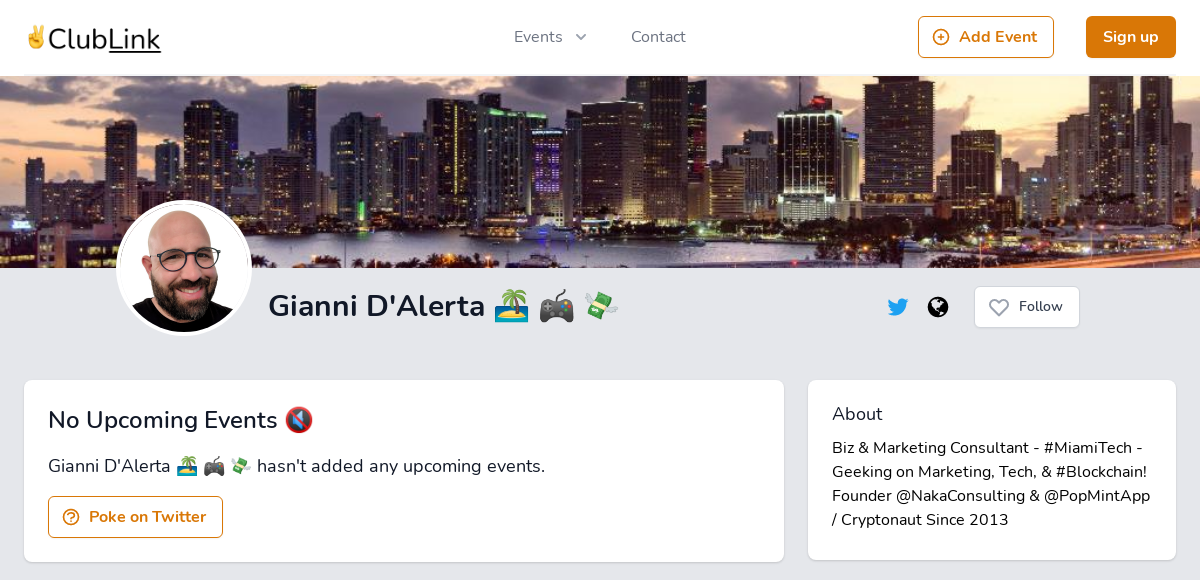 ✌️ClubLink
Events
Contact
Add Event
Sign up
Gianni D'Alerta 🏝️ 🎮 💸
Follow
No Upcoming Events 🔇
Gianni D'Alerta 🏝️ 🎮 💸 hasn't added any upcoming events.
Poke on Twitter
About
Biz & Marketing Consultant - #MiamiTech -
Geeking on Marketing, Tech, & #Blockchain!
Founder @NakaConsulting & @PopMintApp
/ Cryptonaut Since 2013